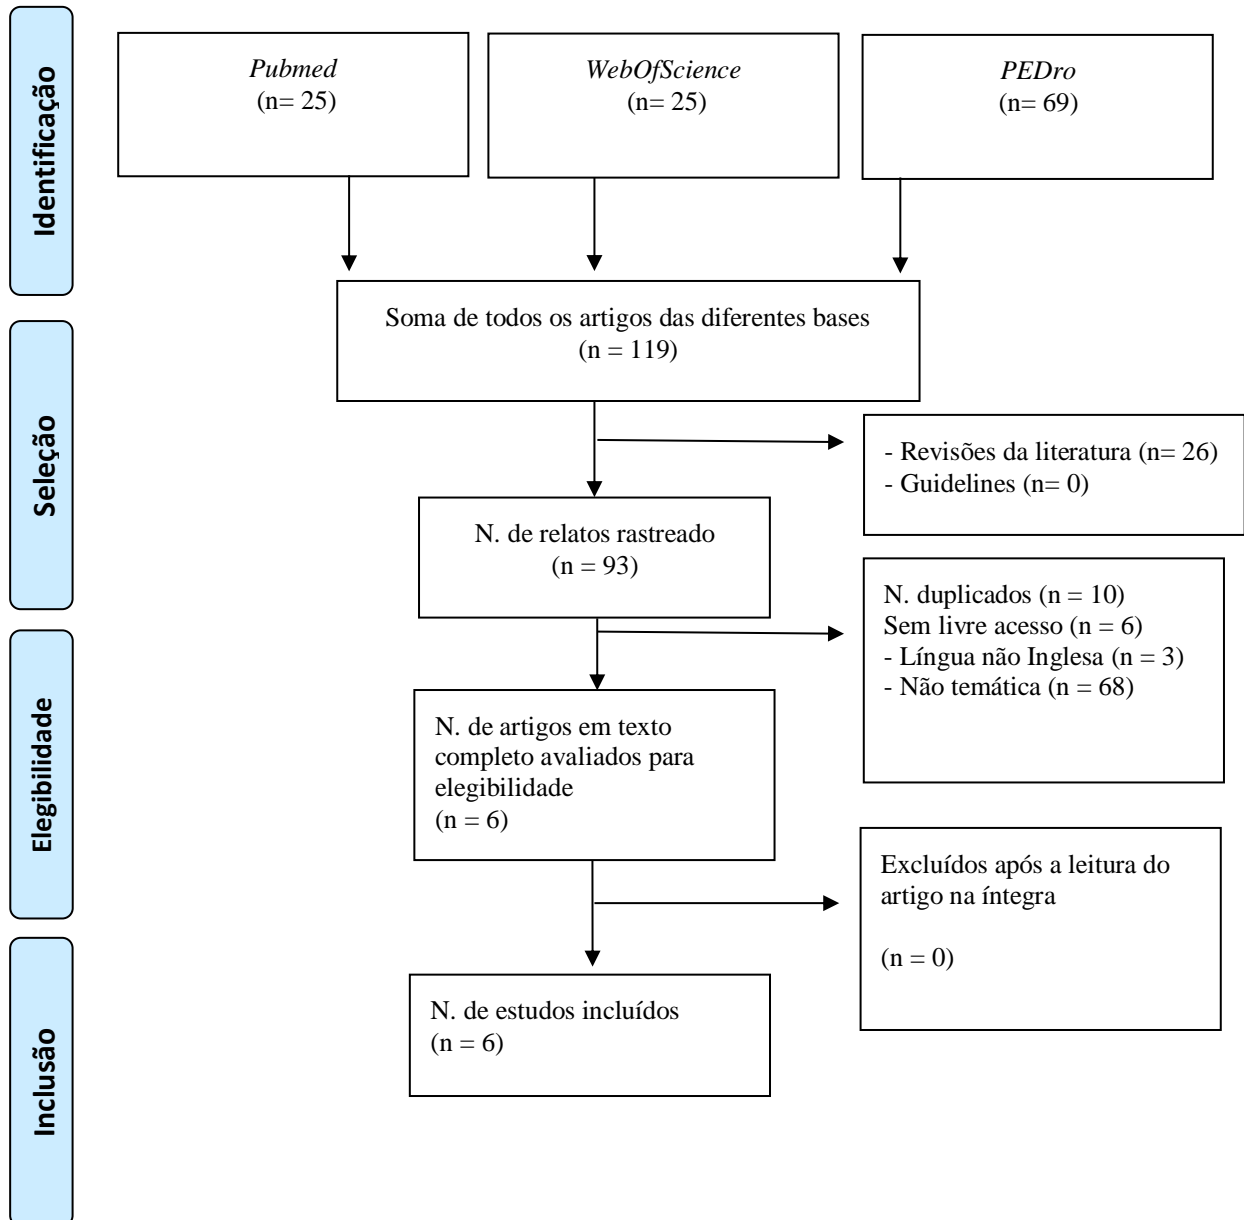 Identificação
Pubmed
(n= 25)
WebOfScience
(n= 25)
PEDro
(n= 69)
Soma de todos os artigos das diferentes bases
(n = 119)
Seleção
- Revisões da literatura (n= 26)
- Guidelines (n= 0)
N. de relatos rastreado
(n = 93)
N. duplicados (n = 10)
Sem livre acesso (n = 6)
- Língua não Inglesa (n = 3)
- Não temática (n = 68)
Elegibilidade
N. de artigos em texto
completo avaliados para
elegibilidade
(n = 6)
Excluídos após a leitura do
artigo na íntegra
(n = 0)
Inclusão
N. de estudos incluídos
(n = 6)